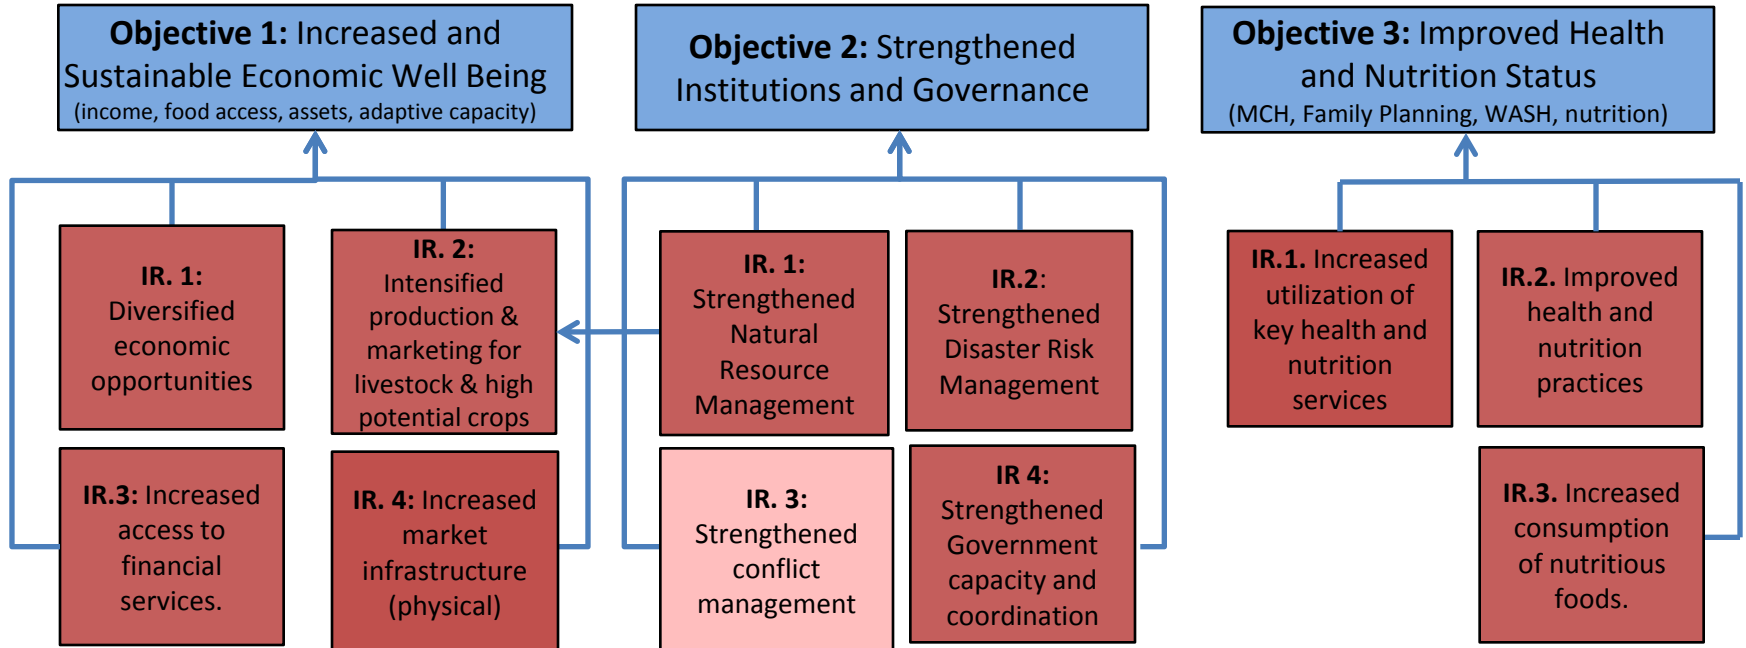 Objective 1: Increased and
Sustainable Economic Well Being
(income, food access, assets, adaptive capacity)
Objective 2: Strengthened
Institutions and Governance
Objective 3: Improved Health
and Nutrition Status
(MCH, Family Planning, WASH, nutrition)
IR. 1:
Diversified
economic
opportunities
IR. 2:
Intensified
production &
marketing for
livestock & high
potential crops
IR. 1:
Strengthened
Natural
Resource
Management
IR.2:
Strengthened
Disaster Risk
Management
IR.1. Increased
utilization of
key health and
nutrition
services
IR.2. Improved
health and
nutrition
practices
IR.3: Increased
access to
financial
services.
IR. 4: Increased
market
infrastructure
(physical)
IR. 3:
Strengthened
conflict
management
IR 4:
Strengthened
Government
capacity and
coordination
IR.3. Increased
consumption
of nutritious
foods.